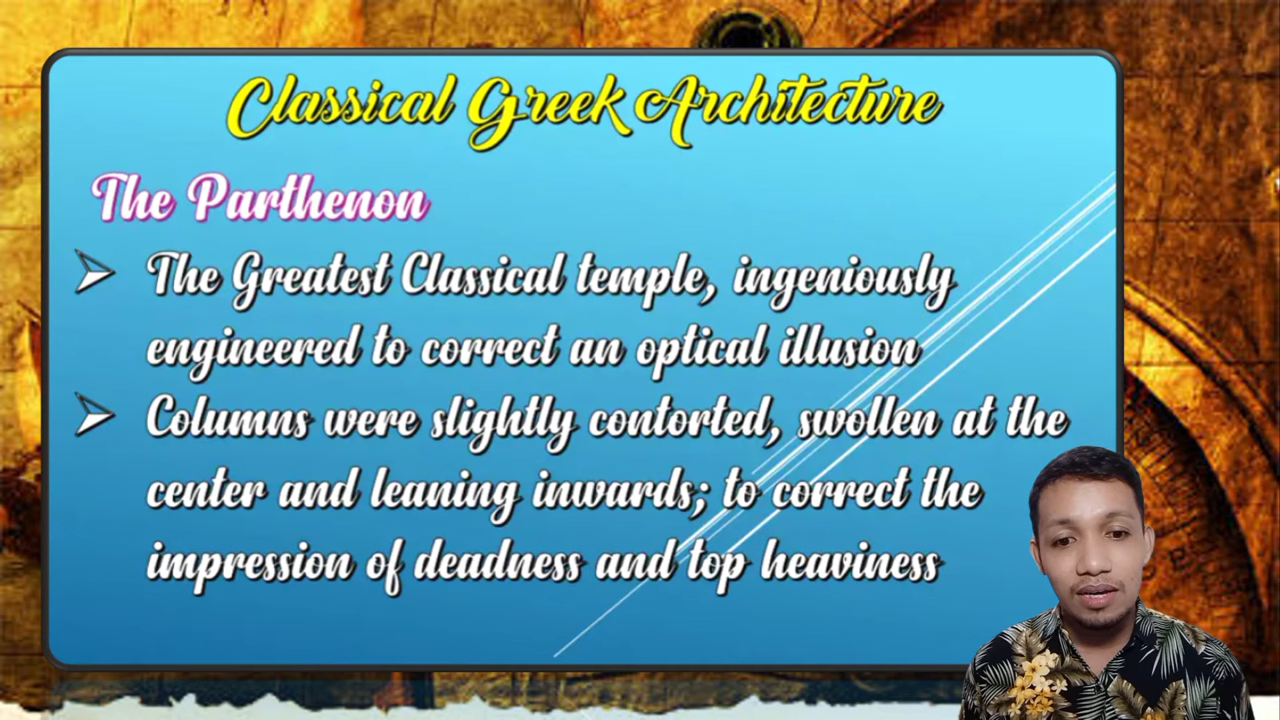 Classical Greek Architecture
The Parthenon
The Greatest Classical temple, ingeniously
engineered to correct an optical illusion
Columns were slightly contorted, swollen at the
center and leaning inwards; to correct the
impression of deadness and top heaviness